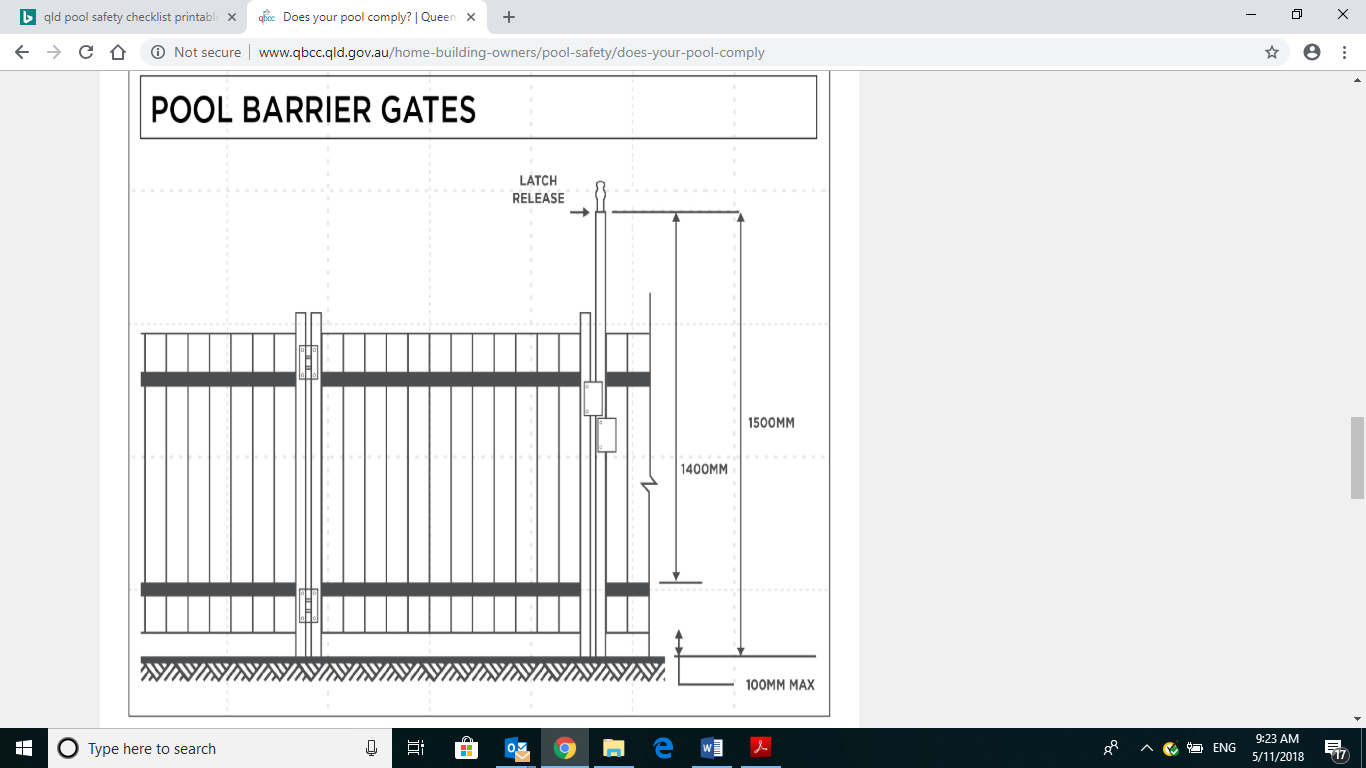 qld pool safety checklist printabl
Does your pool comply? | Queen
Not secure
www.qbcc.qld.gov.au/home-building-owners/pool-safety/does-your-pool-comply
POOL BARRIER GATES
LATCH
RELEASE
1500MM
1400MM
100MM MAX
Type here to search
ENG
9:23 AM
5/11/2018
17